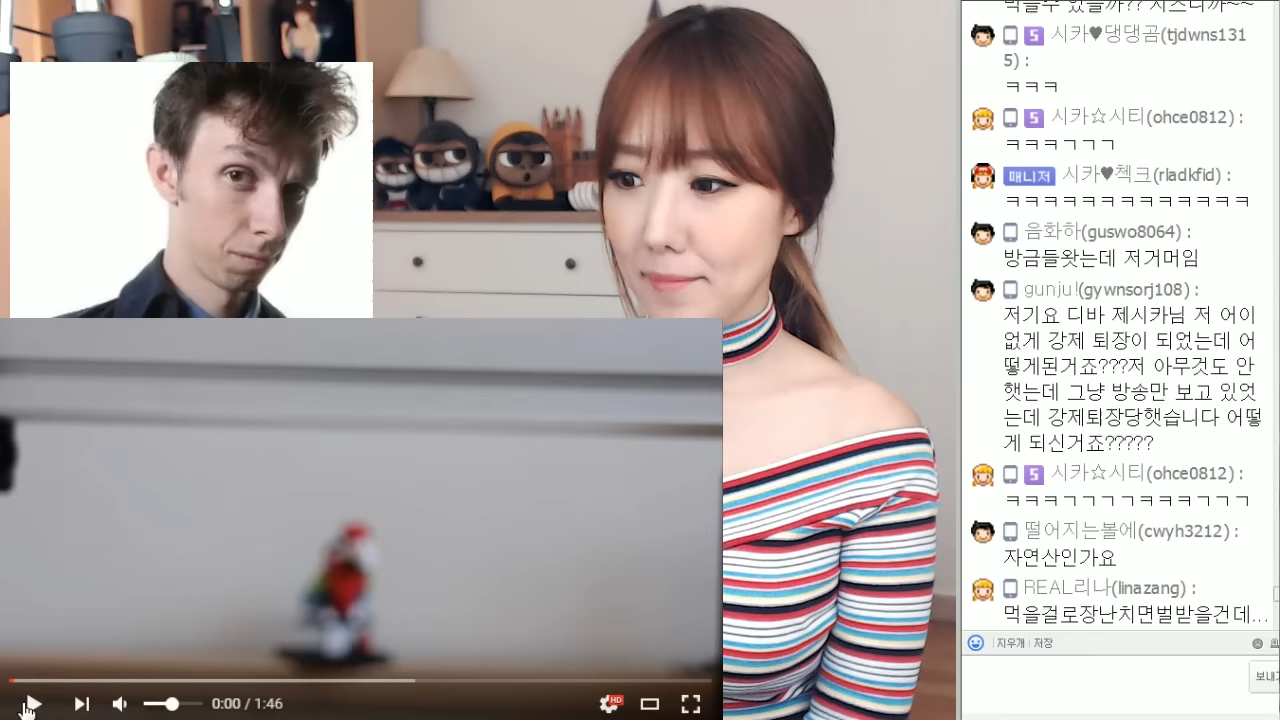 먹을수 있을까?? 치즈니까~~
S 시카♥댕댕곰(tjdwns131
5) :
ㅋㅋㅋ
S 시카☆시티(ohce0812) :
ㅋㅋㅋㄱㄱㄱ
매니저 시카♥첵크(rladkfid) :
ㅋㅋㅋㅋㅋㅋㅋㅋㅋㅋㅋㅋㅋ
음화하(guswo8064) :
방금들왓는데 저거머임
gunju!(gywnsorj108) :
저기요 디바 제시카님 저 어이
없게 강제 퇴장이 되었는데 어
떻게된거죠???저 아무것도 안
햇는데 그냥 방송만 보고 있엇
는데 강제퇴장당햇습니다 어떻
게 되신거죠?????
S 시카☆시티(ohce0812) :
ㅋㅋㅋㄱㄱㄱㄱㅋㅋㅋㄱㄱㄱ
떨어지는볼에(cwyh3212) :
자연산인가요
REAL리나(linazang) :
먹을걸로장난치면벌받을건데...
지우개 저장
0:00 / 1:46
HD